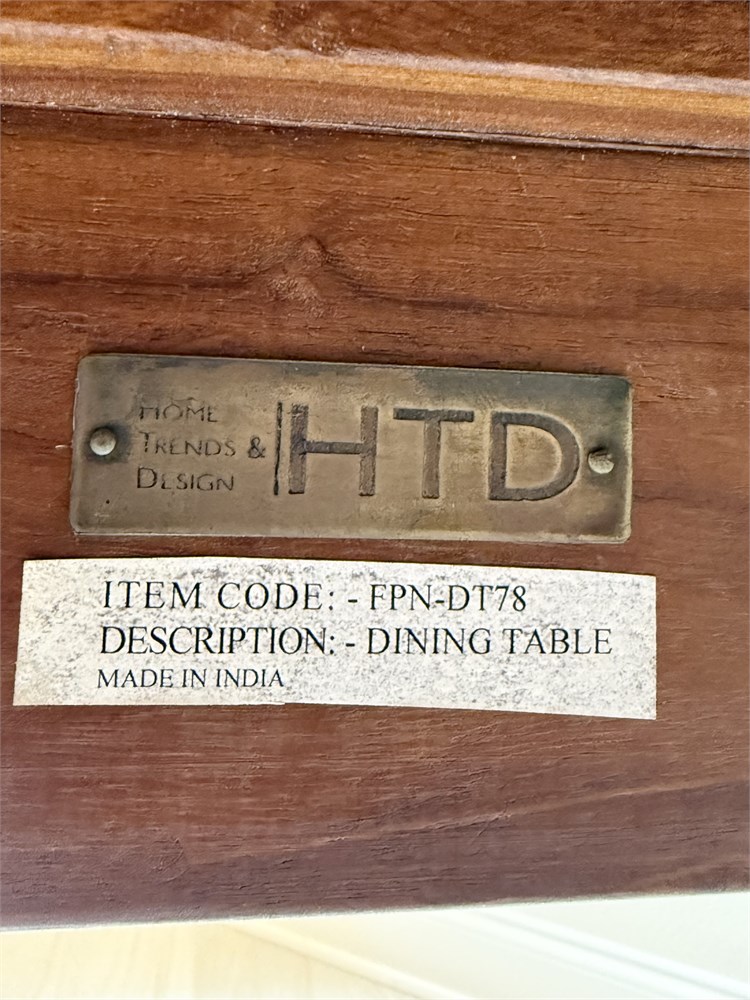 HOME
TRENDS &
DESIGN
HTD
ITEM CODE: - FPN-DT78
DESCRIPTION: - DINING TABLE
MADE IN INDIA